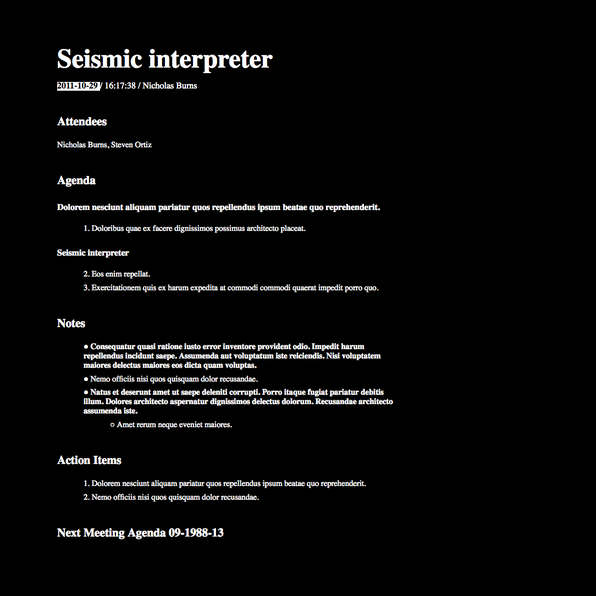 Seismic interpreter
2011-10-29 / 16:17:38 / Nicholas Burns
Attendees
Nicholas Burns, Steven Ortiz
Agenda
Dolorem nesciunt aliquam pariatur quos repellendus ipsum beatae quo reprehenderit.
1. Doloribus quae ex facere dignissimos possimus architecto placeat.
Seismic interpreter
2. Eos enim repellat.
3. Exercitationem quis ex harum expedita at commodi commodi quaerat impedit porro quo.
Notes
● Consequatur quasi ratione iusto error inventore provident odio. Impedit harum
repellendus incidunt saepe. Assumenda aut voluptatum iste reiciendis. Nisi voluptatem
maiores delectus maiores eos dicta quam voluptas.
● Nemo officiis nisi quos quisquam dolor recusandae.
● Natus et deserunt amet ut saepe deleniti corrupti. Porro itaque fugiat pariatur debitis
illum. Dolores architecto aspernatur dignissimos delectus dolorum. Recusandae architecto
assumenda iste.
○ Amet rerum neque eveniet maiores.
Action Items
1. Dolorem nesciunt aliquam pariatur quos repellendus ipsum beatae quo reprehenderit.
2. Nemo officiis nisi quos quisquam dolor recusandae.
Next Meeting Agenda 09-1988-13